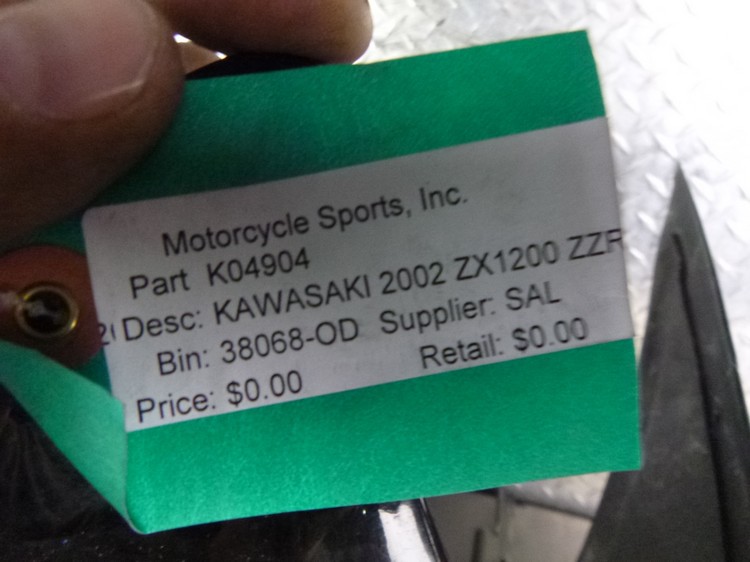 Motorcycle Sports, Inc.
Part K04904
Desc: KAWASAKI 2002 ZX1200 ZZR
Bin: 38068-OD Supplier: SAL
Price: $0.00 Retail: $0.00